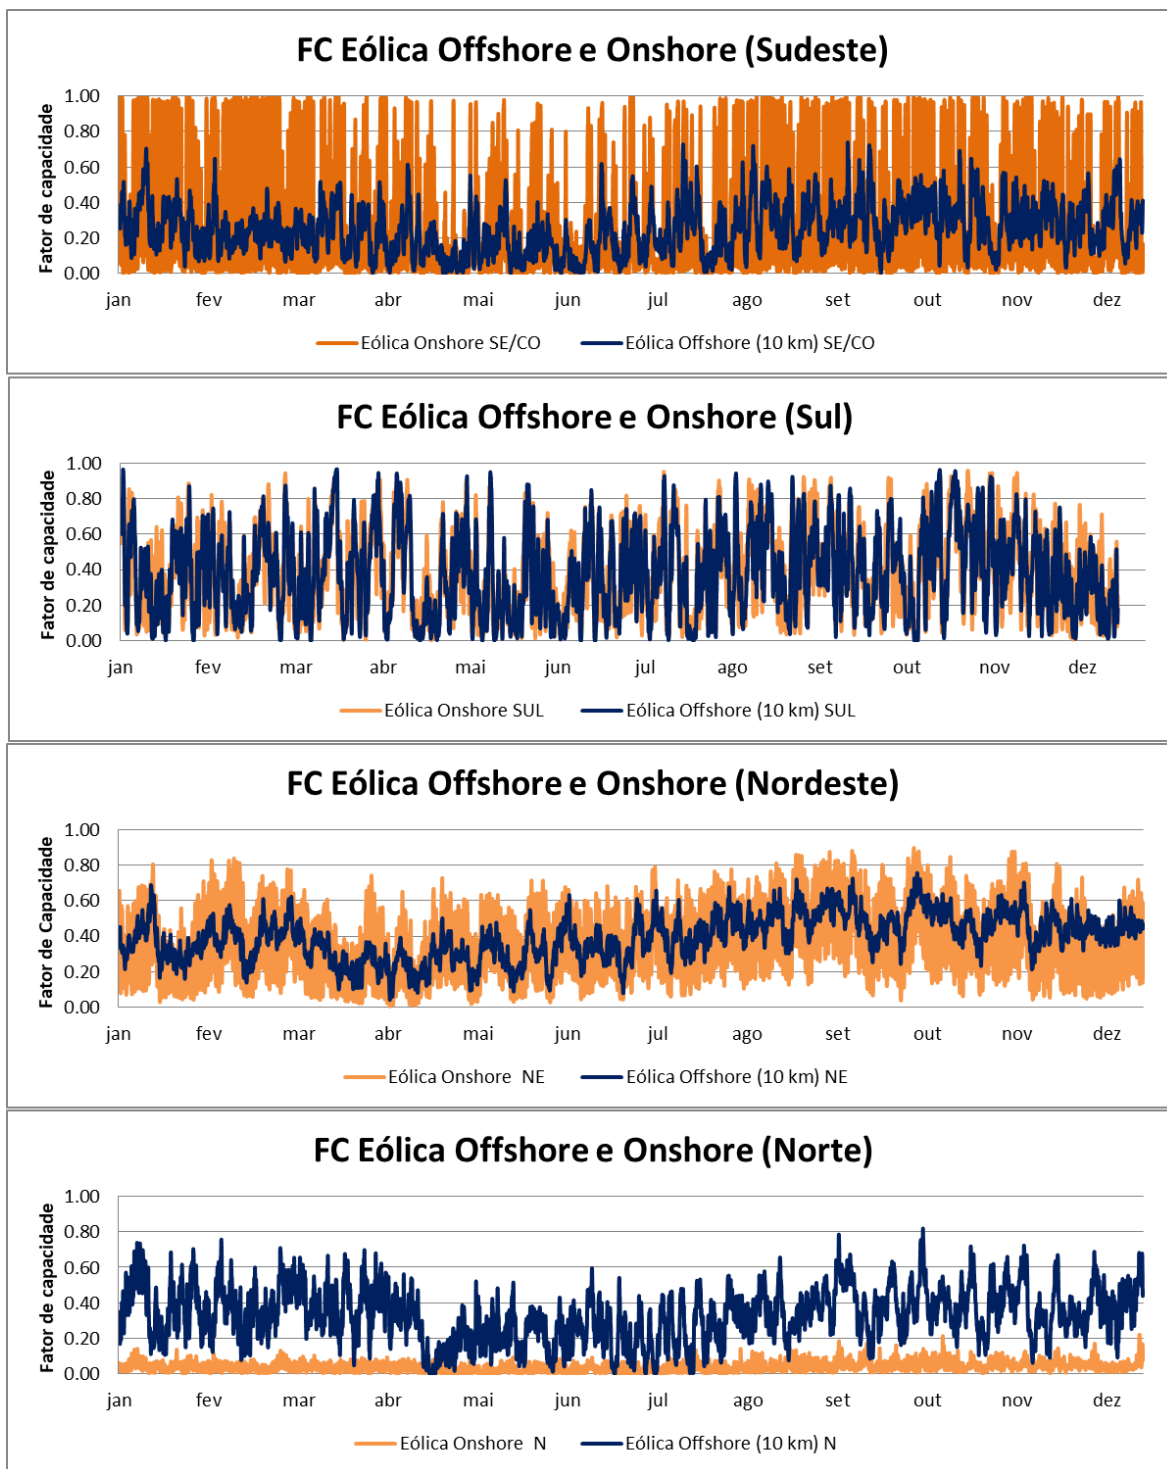 FC Eólica Offshore e Onshore (Sudeste)
Fator de capacidade
1.00
0.80
0.60
0.40
0.20
0.00
jan fev mar abr mai jun jul ago set out nov dez
Eólica Onshore SE/CO Eólica Offshore (10 km) SE/CO
FC Eólica Offshore e Onshore (Sul)
Fator de capacidade
1.00
0.80
0.60
0.40
0.20
0.00
jan fev mar abr mai jun jul ago set out nov dez
Eólica Onshore SUL Eólica Offshore (10 km) SUL
FC Eólica Offshore e Onshore (Nordeste)
Fator de Capacidade
1.00
0.80
0.60
0.40
0.20
0.00
jan fev mar abr mai jun jul ago set out nov dez
Eólica Onshore  NE Eólica Offshore (10 km) NE
FC Eólica Offshore e Onshore (Norte)
Fator de capacidade
1.00
0.80
0.60
0.40
0.20
0.00
jan fev mar abr mai jun jul ago set out nov dez
Eólica Onshore  N Eólica Offshore (10 km) N